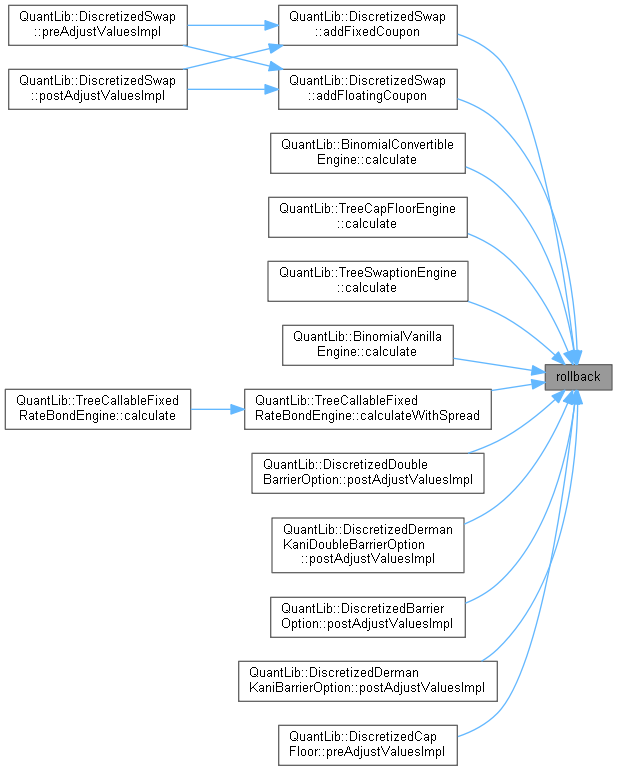 QuantLib::DiscretizedSwap
::preAdjustValuesImpl
QuantLib::DiscretizedSwap
::addFixedCoupon
QuantLib::DiscretizedSwap
::postAdjustValuesImpl
QuantLib::DiscretizedSwap
::addFloatingCoupon
QuantLib::BinomialConvertible
Engine::calculate
QuantLib::TreeCapFloorEngine
::calculate
QuantLib::TreeSwaptionEngine
::calculate
QuantLib::BinomialVanilla
Engine::calculate
rollback
QuantLib::TreeCallableFixed
RateBondEngine::calculate
QuantLib::TreeCallableFixed
RateBondEngine::calculateWithSpread
QuantLib::DiscretizedDouble
BarrierOption::postAdjustValuesImpl
QuantLib::DiscretizedDerman
KaniDoubleBarrierOption
::postAdjustValuesImpl
QuantLib::DiscretizedBarrier
Option::postAdjustValuesImpl
QuantLib::DiscretizedDerman
KaniBarrierOption::postAdjustValuesImpl
QuantLib::DiscretizedCap
Floor::preAdjustValuesImpl